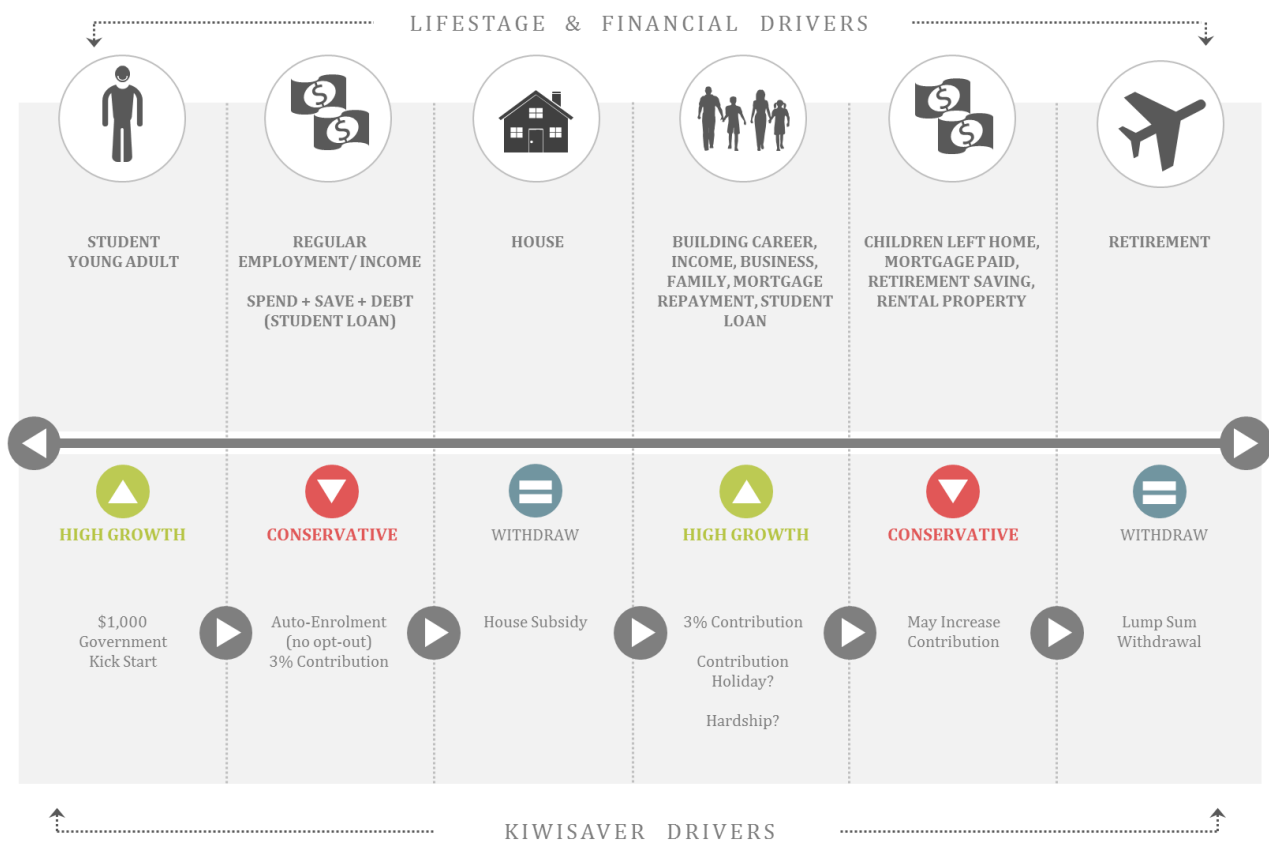 LIFESTAGE & FINANCIAL DRIVERS
STUDENT
YOUNG ADULT
REGULAR
EMPLOYMENT/ INCOME
SPEND + SAVE + DEBT
(STUDENT LOAN)
HOUSE
BUILDING CAREER,
INCOME, BUSINESS,
FAMILY, MORTGAGE
REPAYMENT, STUDENT
LOAN
CHILDREN LEFT HOME,
MORTGAGE PAID,
RETIREMENT SAVING,
RENTAL PROPERTY
RETIREMENT
HIGH GROWTH
CONSERVATIVE
WITHDRAW
HIGH GROWTH
CONSERVATIVE
WITHDRAW
$1,000
Government
Kick Start
Auto-Enrolment
(no opt-out)
3% Contribution
House Subsidy
3% Contribution
Contribution
Holiday?
Hardship?
May Increase
Contribution
Lump Sum
Withdrawal
KIWISAVER DRIVERS